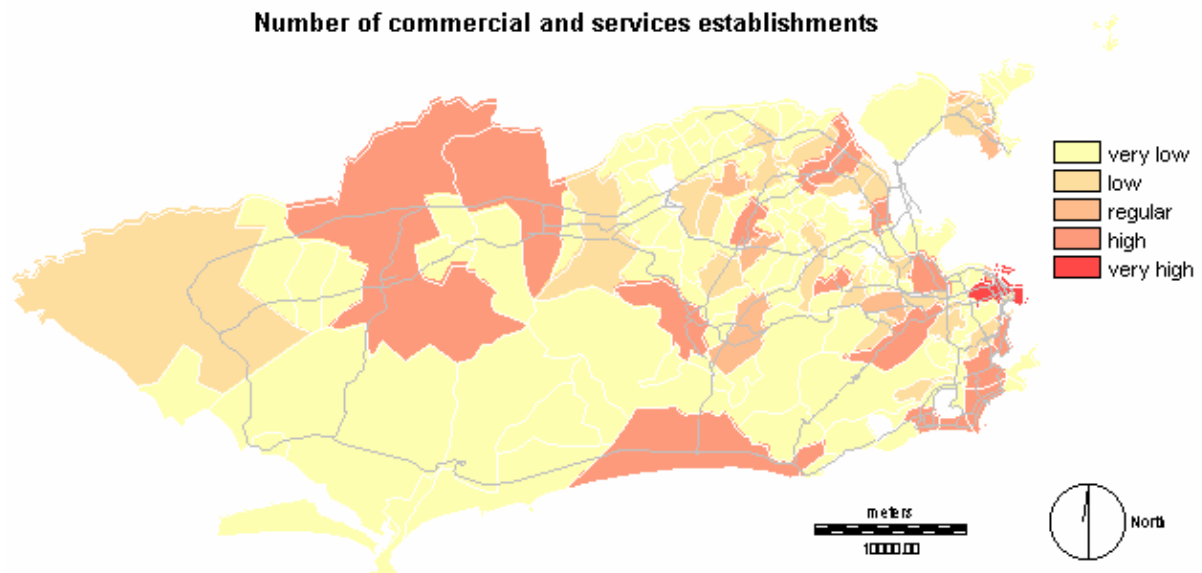 Number of commercial and services establishments
very low
low
regular
high
very high
meters
10000.00
North